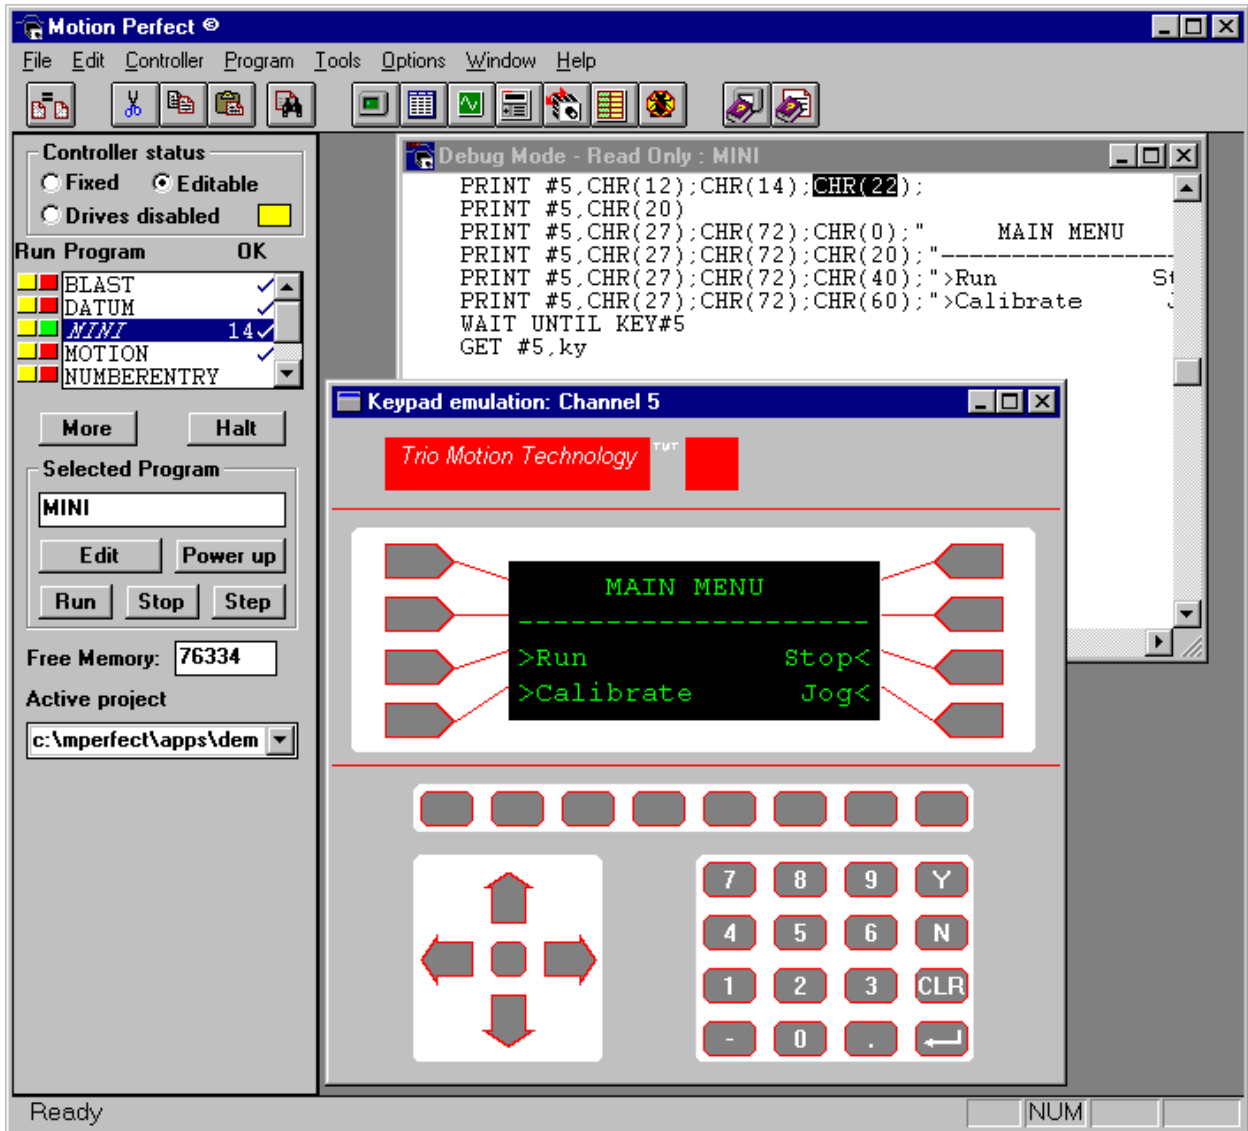 Motion Perfect ©
File Edit Controller Program Tools Options Window Help
Controller status
Fixed Editable
Drives disabled
Run Program OK
BLAST
DATUM
MINI 14
MOTION
NUMBERENTRY
More Halt
Selected Program
MINI
Edit Power up
Run Stop Step
Free Memory: 76334
Active project
c:\mperfect\apps\dem
Debug Mode - Read Only : MINI
PRINT #5,CHR(12);CHR(14);CHR(22);
PRINT #5,CHR(20)
PRINT #5,CHR(27);CHR(72);CHR(0);" MAIN MENU
PRINT #5,CHR(27);CHR(72);CHR(20);"--------------------
PRINT #5,CHR(27);CHR(72);CHR(40);">Run
PRINT #5,CHR(27);CHR(72);CHR(60);">Calibrate
WAIT UNTIL KEY#5
GET #5,ky
Keypad emulation: Channel 5
Trio Motion Technology TMT
MAIN MENU
--------------------
>Run Stop<
>Calibrate Jog<
7 8 9 Y
4 5 6 N
1 2 3 CLR
- 0 .
Ready NUM